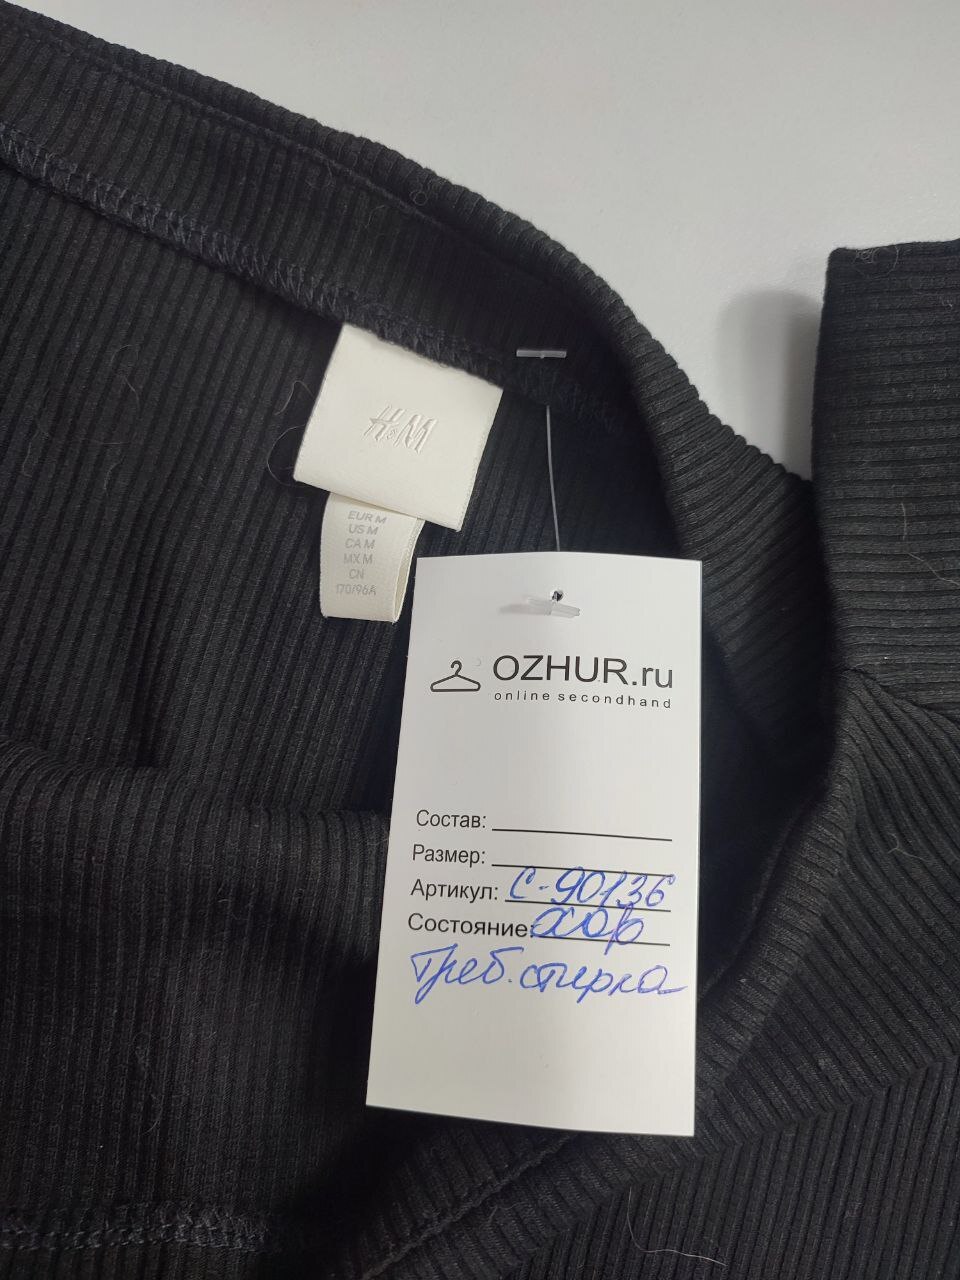 H&M
EUR M
US M
CA M
MX M
CN
170/96A
OZHUR.ru
online secondhand
Состав:
Размер:
Артикул: С-90136
Состояние: хор
Треб. стирка